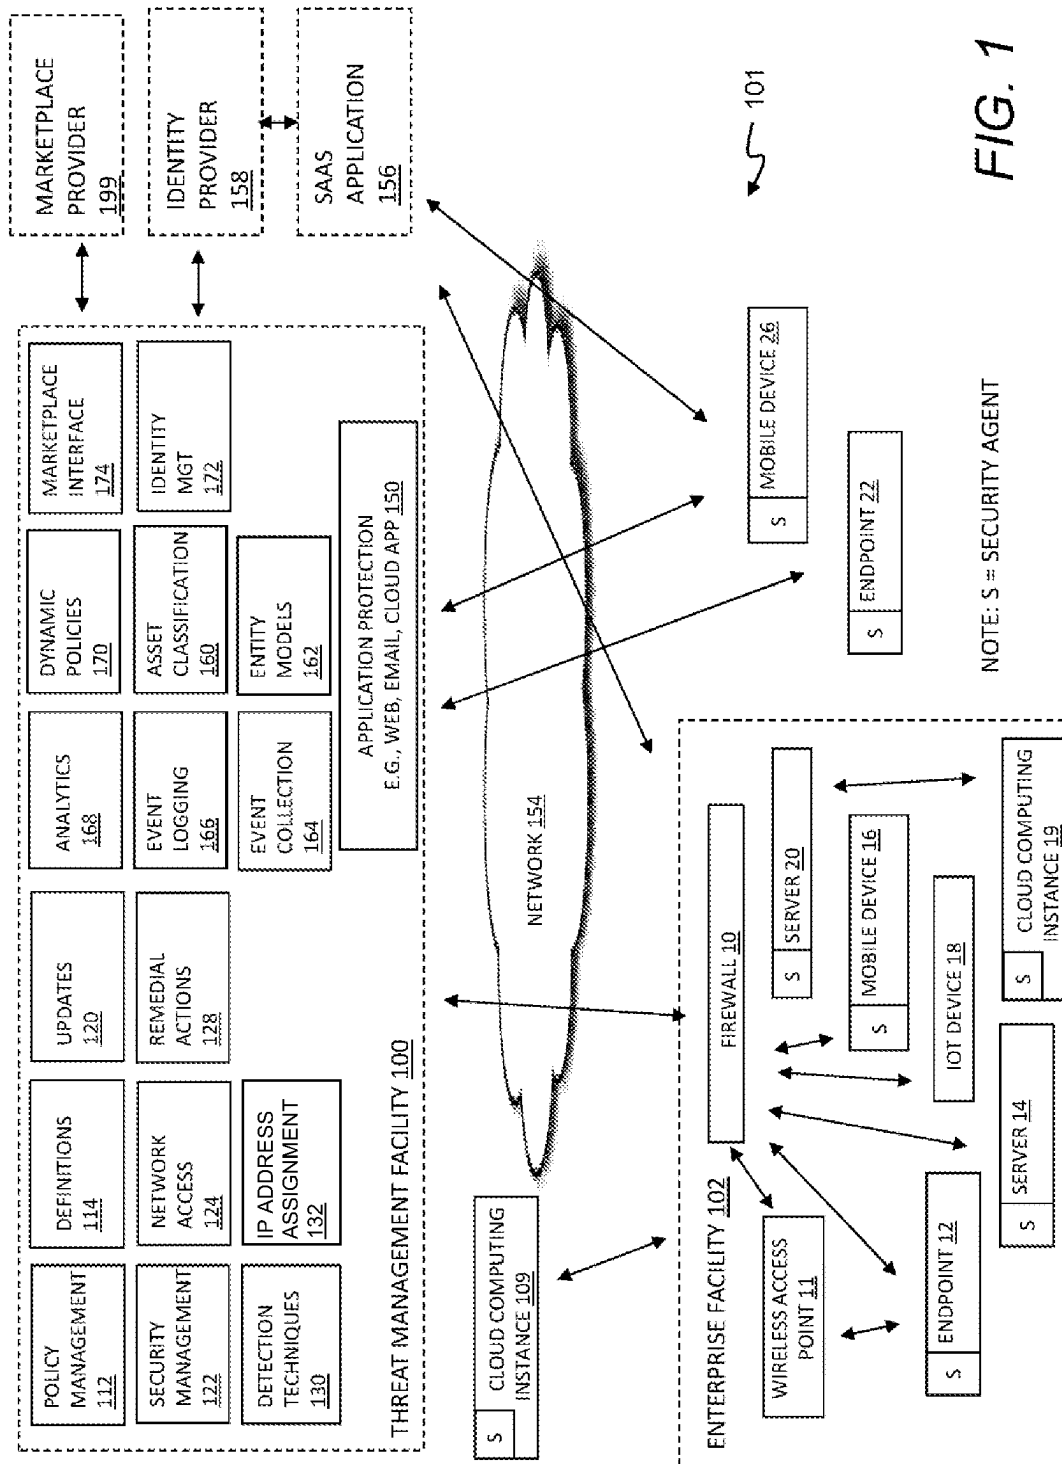 POLICY
MANAGEMENT
112
DEFINITIONS
114
UPDATES
120
ANALYTICS
168
DYNAMIC
POLICIES
170
MARKETPLACE
INTERFACE
174
MARKETPLACE
PROVIDER
199
SECURITY
MANAGEMENT
122
NETWORK
ACCESS
124
REMEDIAL
ACTIONS
128
EVENT
LOGGING
166
ASSET
CLASSIFICATION
160
IDENTITY
MGT
172
IDENTITY
PROVIDER
158
DETECTION
TECHNIQUES
130
IP ADDRESS
ASSIGNMENT
132
EVENT
COLLECTION
164
ENTITY
MODELS
162
SAAS
APPLICATION
156
APPLICATION PROTECTION
E.G., WEB, EMAIL, CLOUD APP 150
THREAT MANAGEMENT FACILITY 100
NETWORK 154
S
CLOUD COMPUTING
INSTANCE 109
101
ENTERPRISE FACILITY 102
FIREWALL 10
WIRELESS ACCESS
POINT 11
S SERVER 20
S MOBILE DEVICE 16
S MOBILE DEVICE 26
S ENDPOINT 22
IOT DEVICE 18
S ENDPOINT 12
S SERVER 14
S
CLOUD COMPUTING
INSTANCE 19
NOTE: S = SECURITY AGENT
FIG. 1